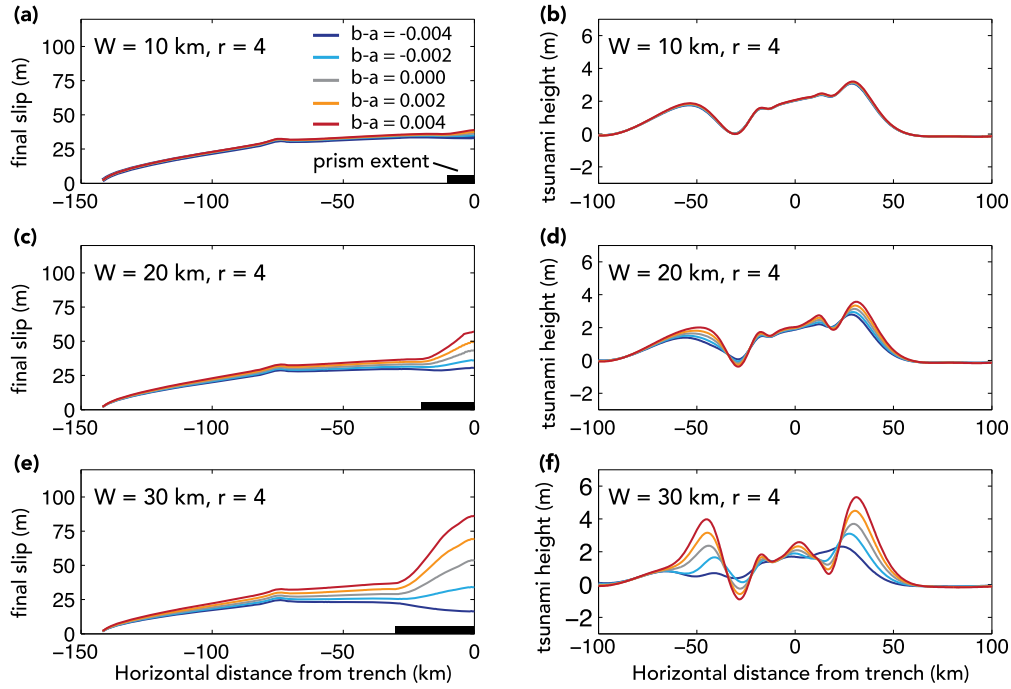 (a)
W = 10 km, r = 4
b-a = -0.004
b-a = -0.002
b-a = 0.000
b-a = 0.002
b-a = 0.004
prism extent
final slip (m)
100
75
50
25
0
−150
−100
−50
0
(b)
W = 10 km, r = 4
tsunami height (m)
6
4
2
0
−2
−100
−50
0
50
100
(c)
W = 20 km, r = 4
final slip (m)
100
75
50
25
0
−150
−100
−50
0
(d)
W = 20 km, r = 4
tsunami height (m)
6
4
2
0
−2
−100
−50
0
50
100
(e)
W = 30 km, r = 4
final slip (m)
100
75
50
25
0
−150
−100
−50
0
Horizontal distance from trench (km)
(f)
W = 30 km, r = 4
tsunami height (m)
6
4
2
0
−2
−100
−50
0
50
100
Horizontal distance from trench (km)